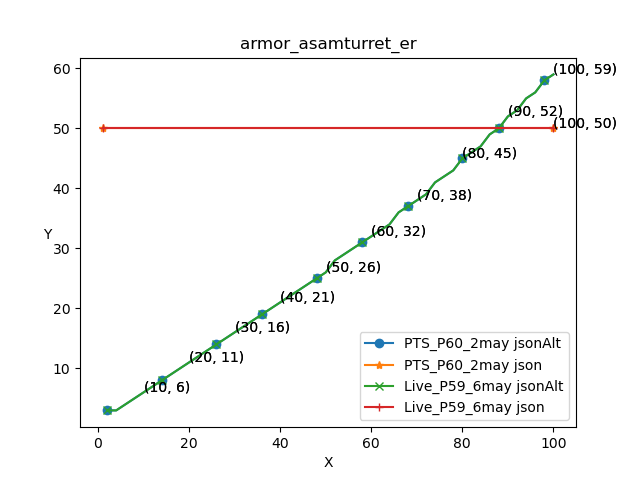 armor_asamturret_er
60
(100, 59)
(90, 52)
50
(100, 50)
(80, 45)
40
(70, 38)
Y
(60, 32)
30
(50, 26)
(40, 21)
20
(30, 16)
(20, 11)
10
(10, 6)
PTS_P60_2may jsonAlt
PTS_P60_2may json
Live_P59_6may jsonAlt
Live_P59_6may json
0 20 40 60 80 100
X